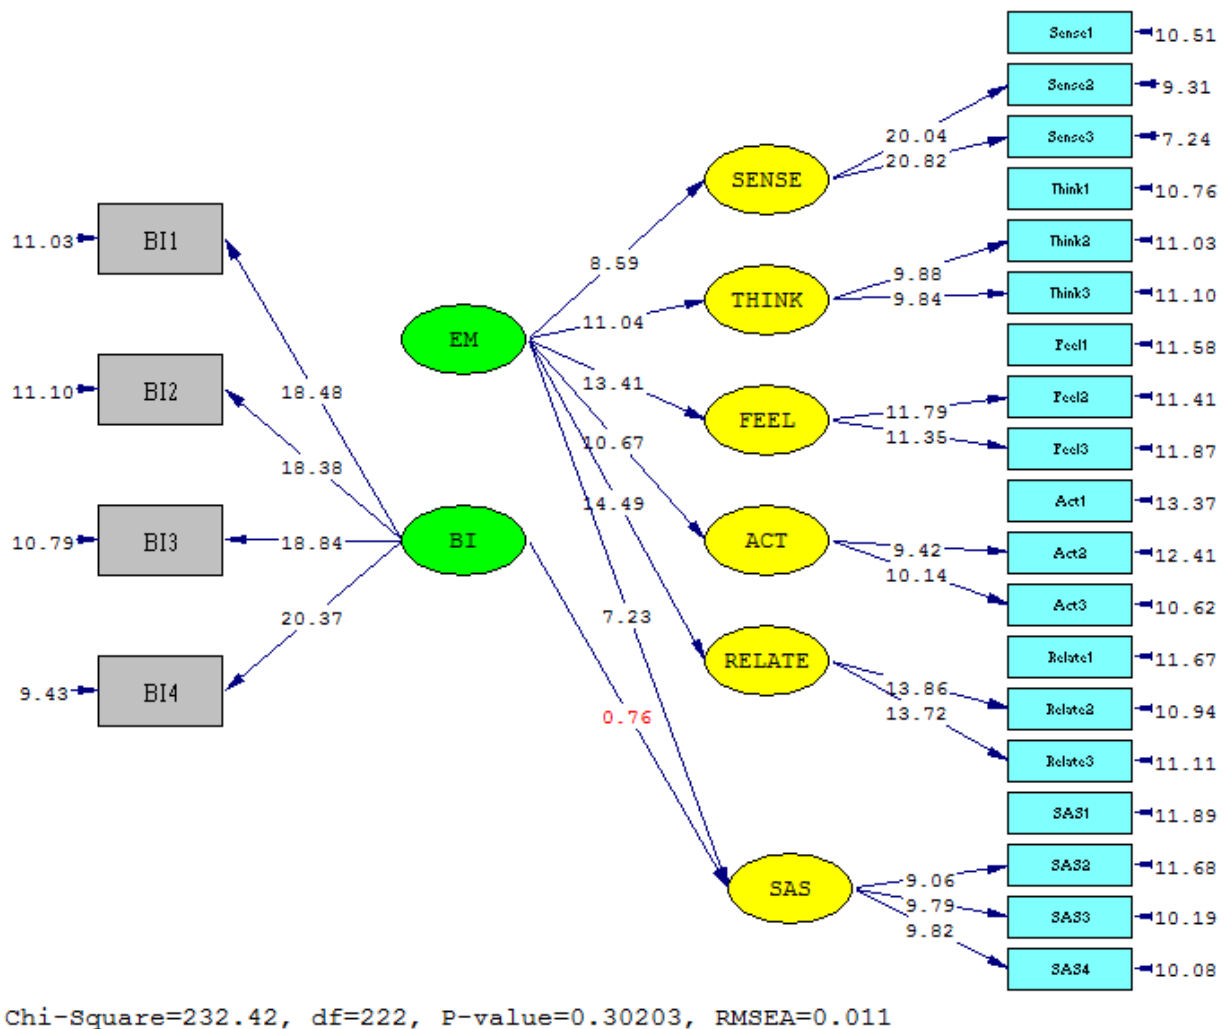 Sense1
10.51
Sense2
9.31
20.04
Sense3
7.24
20.82
SENSE
Think1
10.76
BI1
11.03
Think2
11.03
8.59
9.88
THINK
Think3
11.10
9.84
11.04
EM
Feel1
11.58
13.41
BI2
11.10
18.48
Feel2
11.41
11.79
FEEL
11.35
10.67
Feel3
11.87
18.38
14.49
Act1
13.37
BI3
10.79
18.84
BI
ACT
9.42
Act2
12.41
10.14
Act3
10.62
20.37
7.23
RELATE
Relate1
11.67
BI4
9.43
13.86
Relate2
10.94
0.76
13.72
Relate3
11.11
SAS1
11.89
SAS
9.06
SAS2
11.68
9.79
SAS3
10.19
9.82
SAS4
10.08
Chi-Square=232.42, df=222, P-value=0.30203, RMSEA=0.011